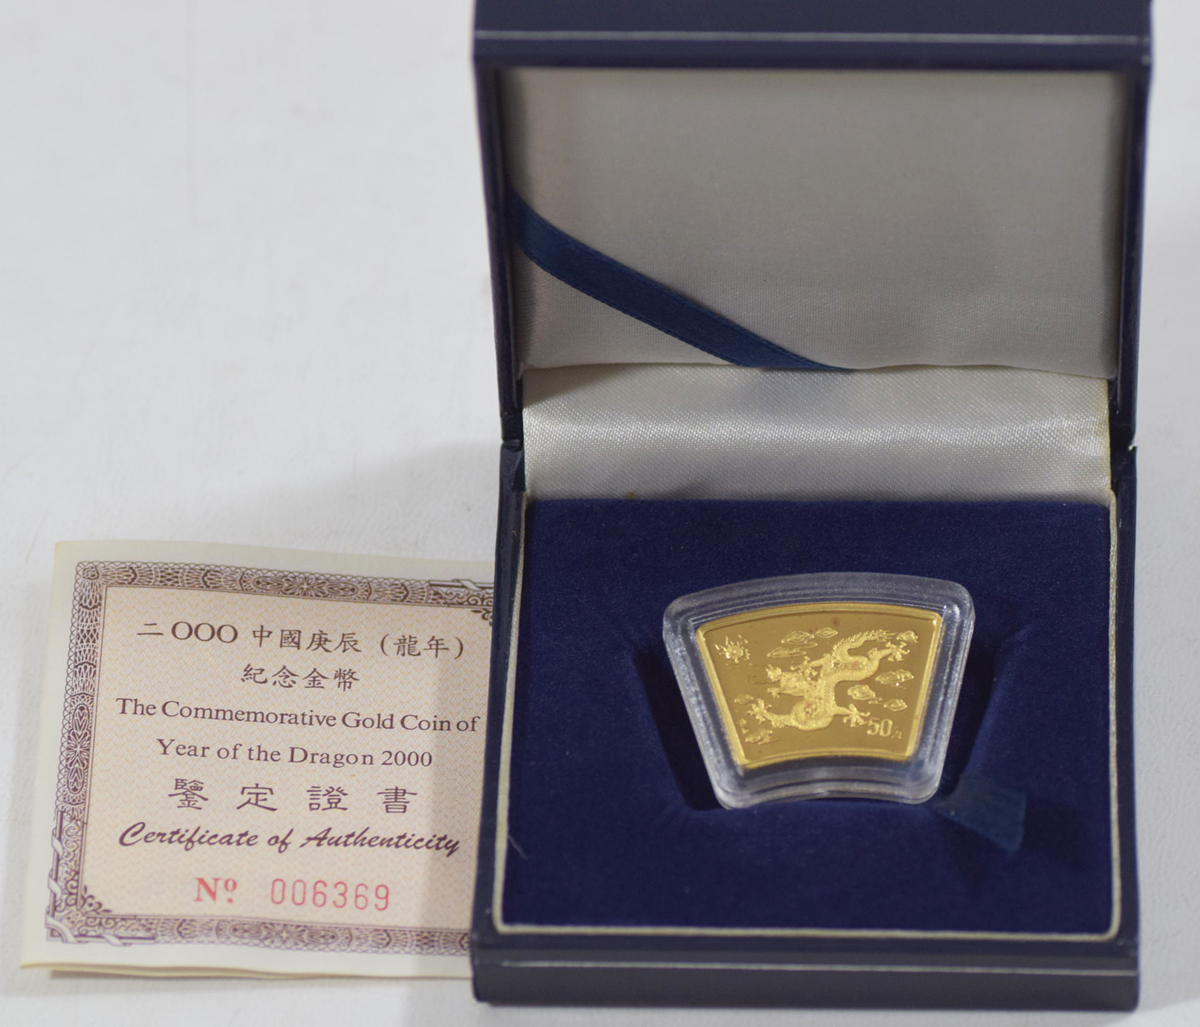 二OOO中國庚辰(龍年)
紀念金幣
The Commemorative Gold Coin of
Year of the Dragon 2000
鑒定證書
Certificate of Authenticity
Nº 006369
50元